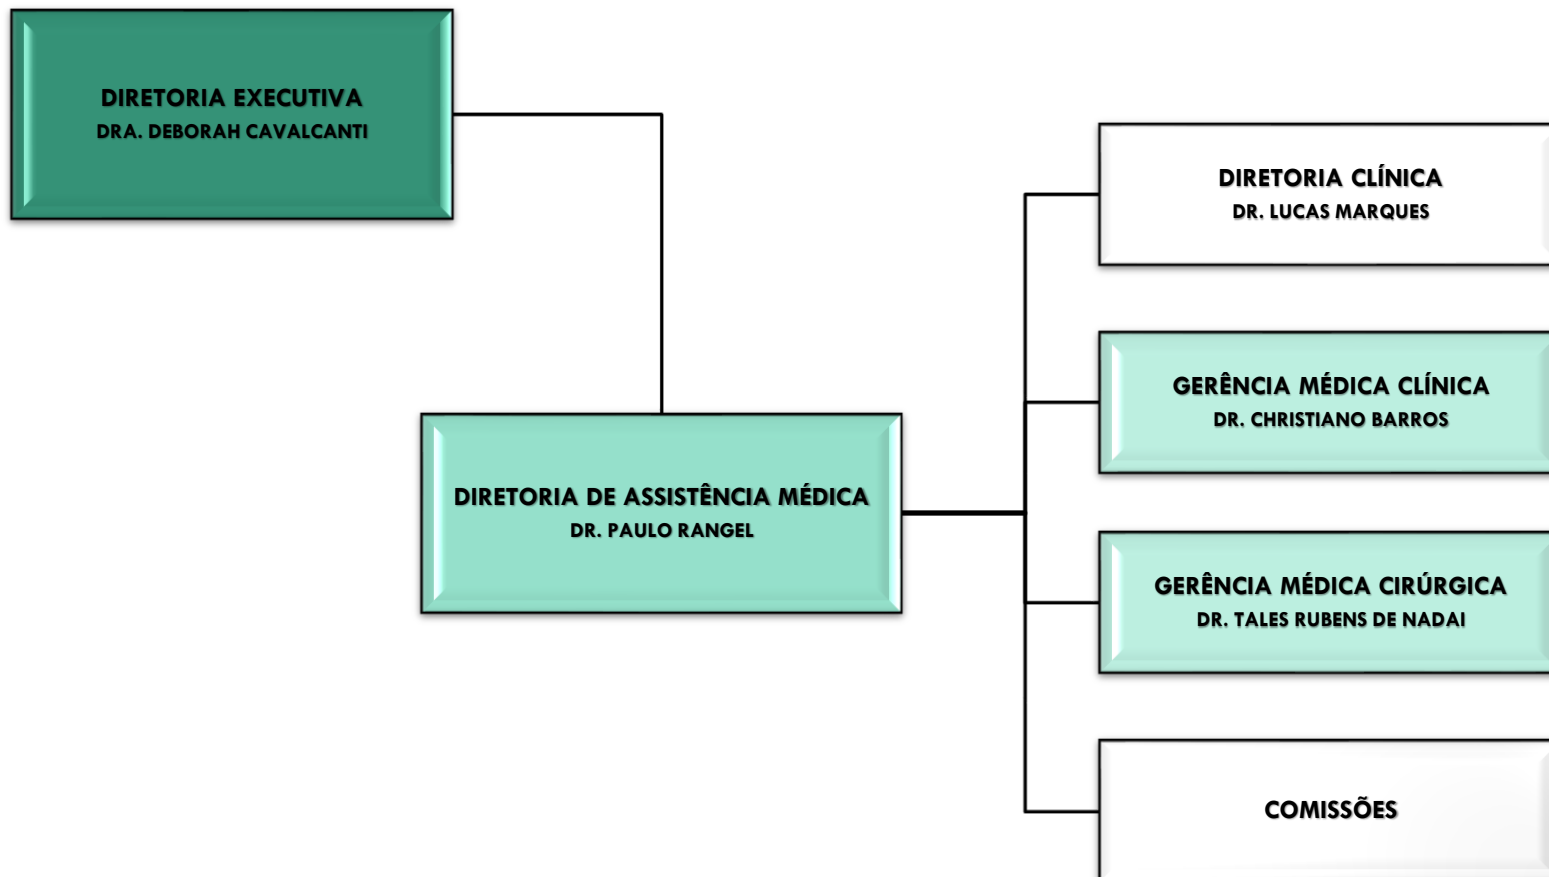 DIRETORIA EXECUTIVA
DRA. DEBORAH CAVALCANTI
DIRETORIA CLÍNICA
DR. LUCAS MARQUES
GERÊNCIA MÉDICA CLÍNICA
DR. CHRISTIANO BARROS
DIRETORIA DE ASSISTÊNCIA MÉDICA
DR. PAULO RANGEL
GERÊNCIA MÉDICA CIRÚRGICA
DR. TALES RUBENS DE NADAI
COMISSÕES